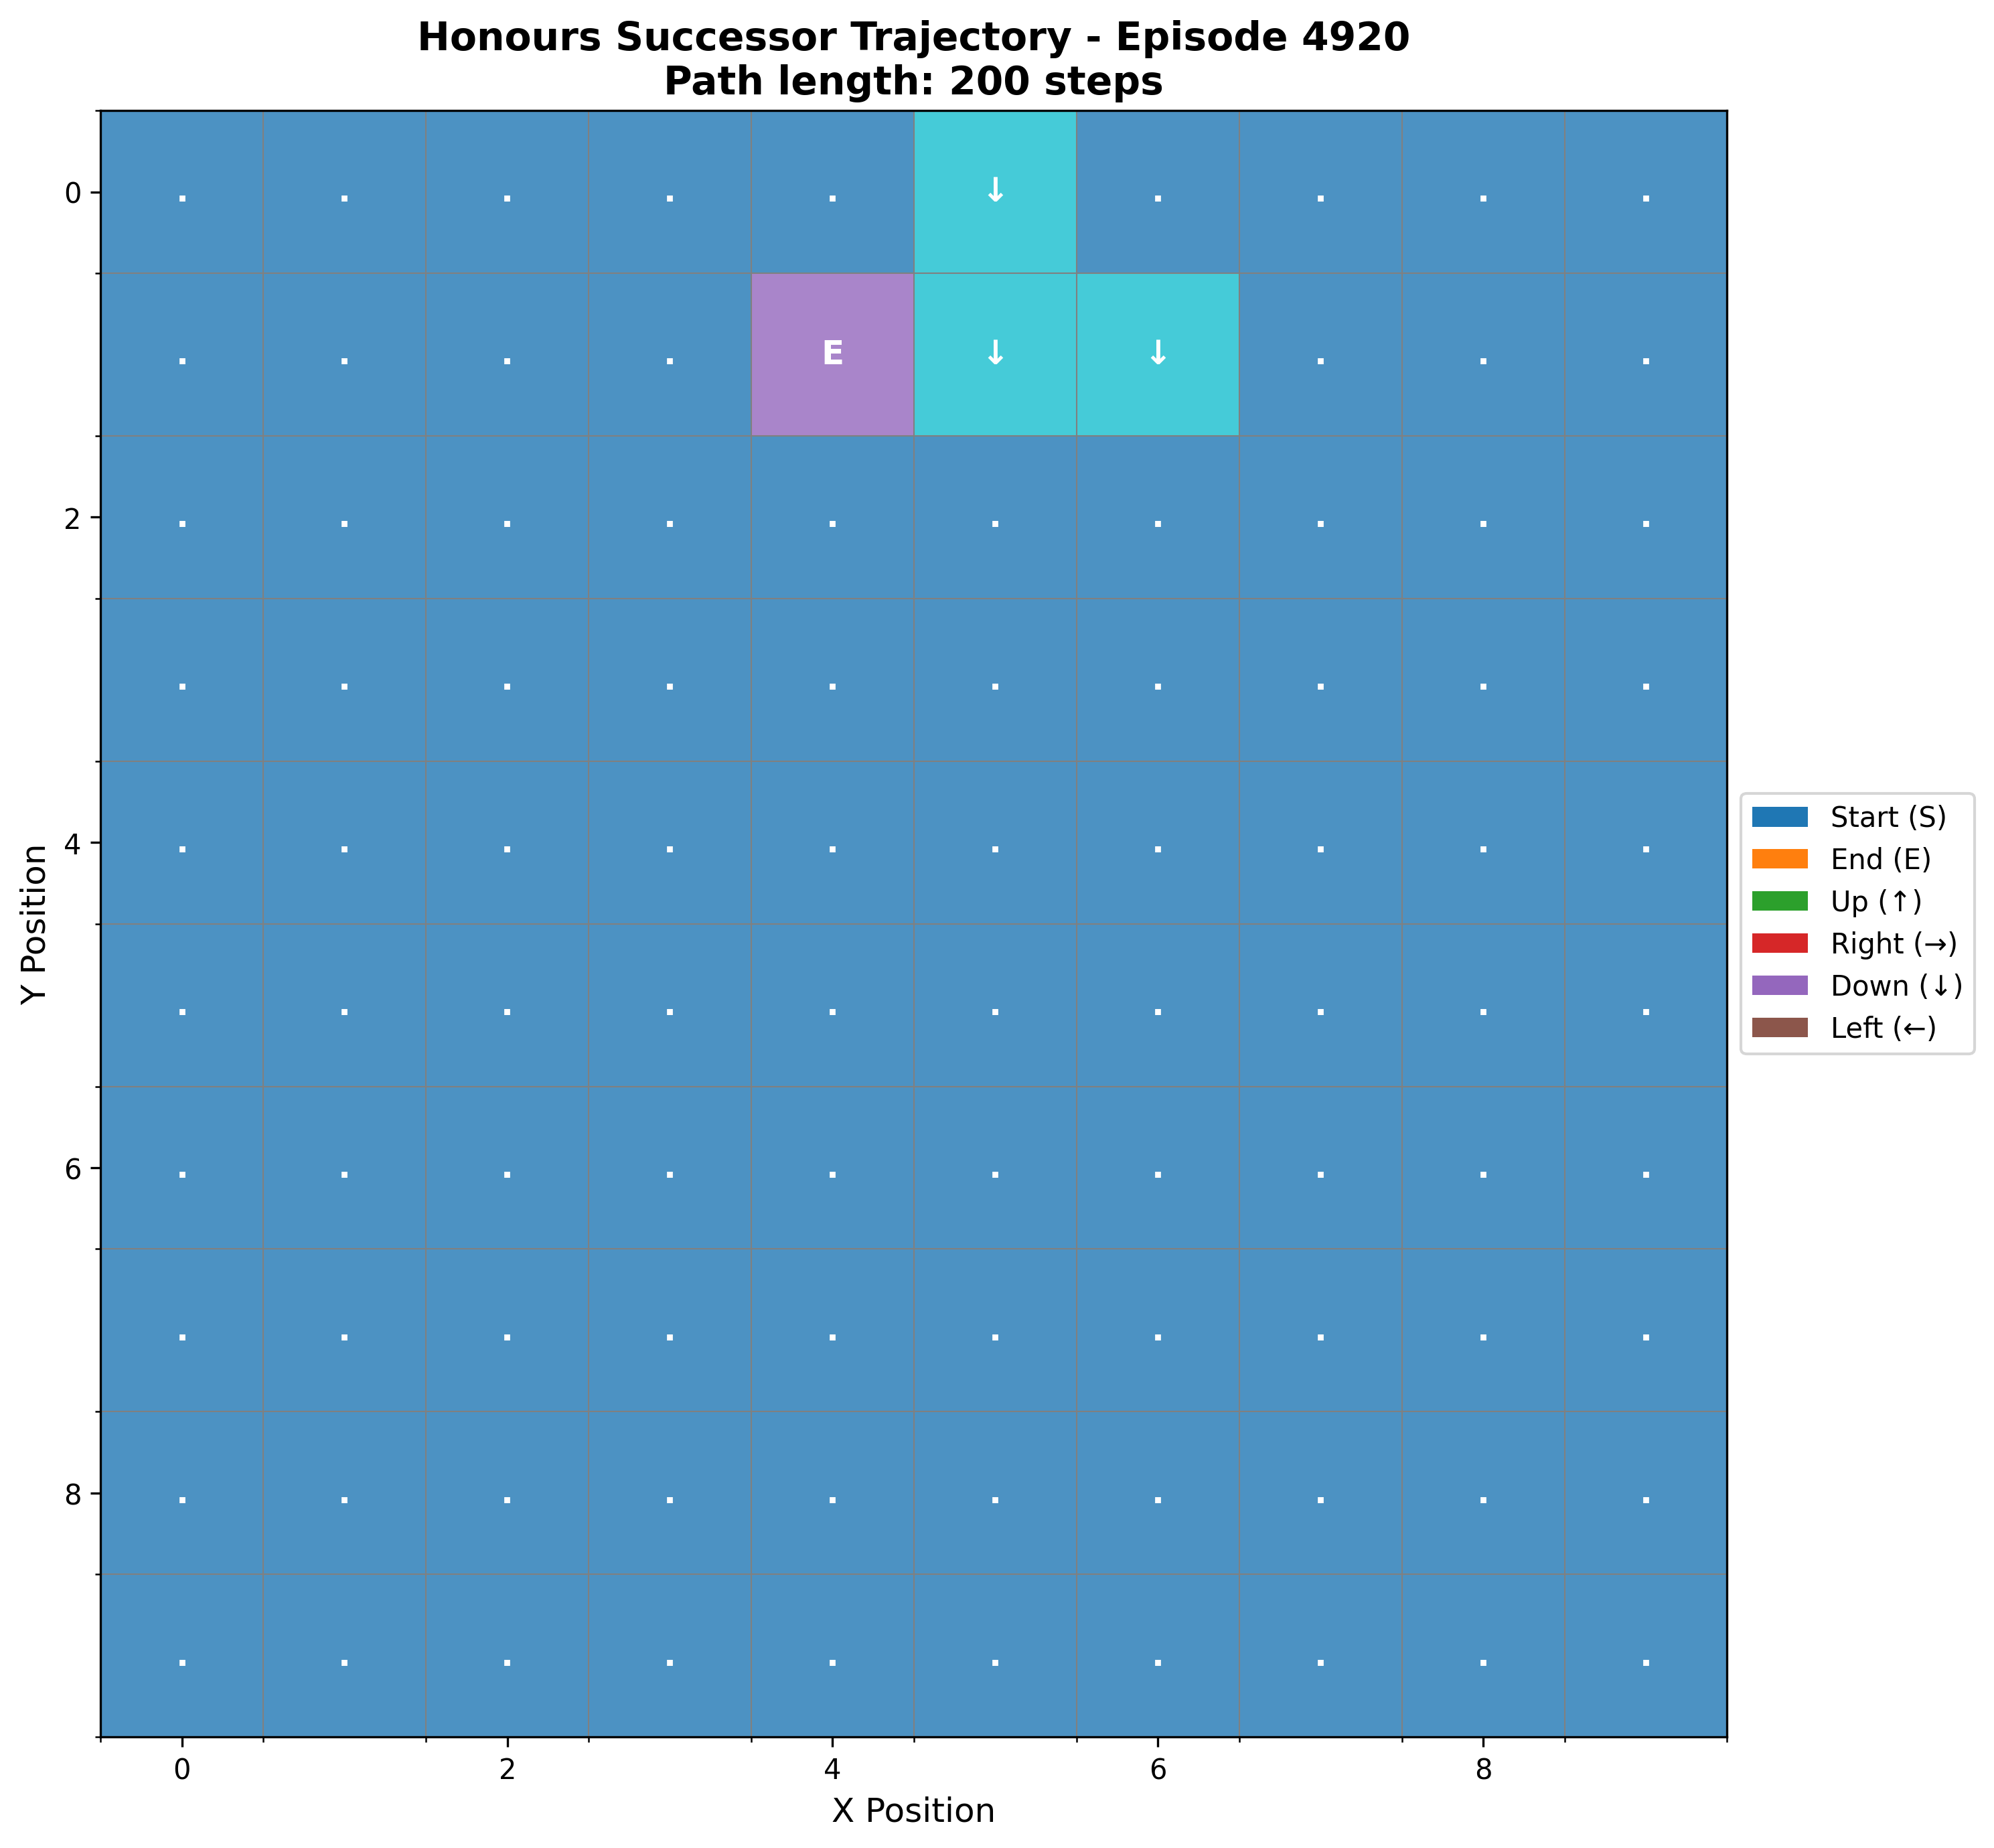 Honours Successor Trajectory - Episode 4920
Path length: 200 steps
0
↓
E ↓ ↓
2
4
6
8
Y Position
0 2 4 6 8
X Position
Start (S)
End (E)
Up (↑)
Right (→)
Down (↓)
Left (←)